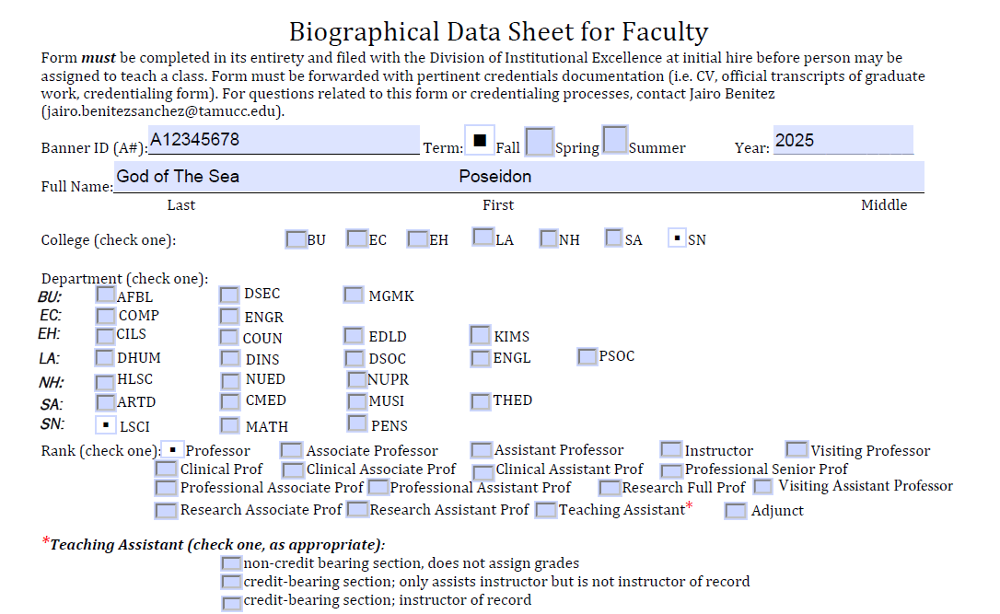 Biographical Data Sheet for Faculty
Form must be completed in its entirety and filed with the Division of Institutional Excellence at initial hire before person may be
assigned to teach a class. Form must be forwarded with pertinent credentials documentation (i.e. CV, official transcripts of graduate
work, credentialing form). For questions related to this form or credentialing processes, contact Jairo Benitez
(jairo.benitezsanchez@tamucc.edu).
Banner ID (A#): A12345678 Term: Fall Spring Summer Year: 2025
Full Name: God of The Sea Poseidon
Last First Middle
College (check one): BU EC EH LA NH SA SN
Department (check one):
BU: AFBL DSEC MGMK
EC: COMP ENGR
EH: CILS COUN EDLD KIMS
LA: DHUM DINS DSOC ENGL PSOC
NH: HLSC NUED NUPR
SA: ARTD CMED MUSI THED
SN: LSCI MATH PENS
Rank (check one): Professor Associate Professor Assistant Professor Instructor Visiting Professor
Clinical Prof Clinical Associate Prof Clinical Assistant Prof Professional Senior Prof
Professional Associate Prof Professional Assistant Prof Research Full Prof Visiting Assistant Professor
Research Associate Prof Research Assistant Prof Teaching Assistant* Adjunct
*Teaching Assistant (check one, as appropriate):
non-credit bearing section, does not assign grades
credit-bearing section; only assists instructor but is not instructor of record
credit-bearing section; instructor of record